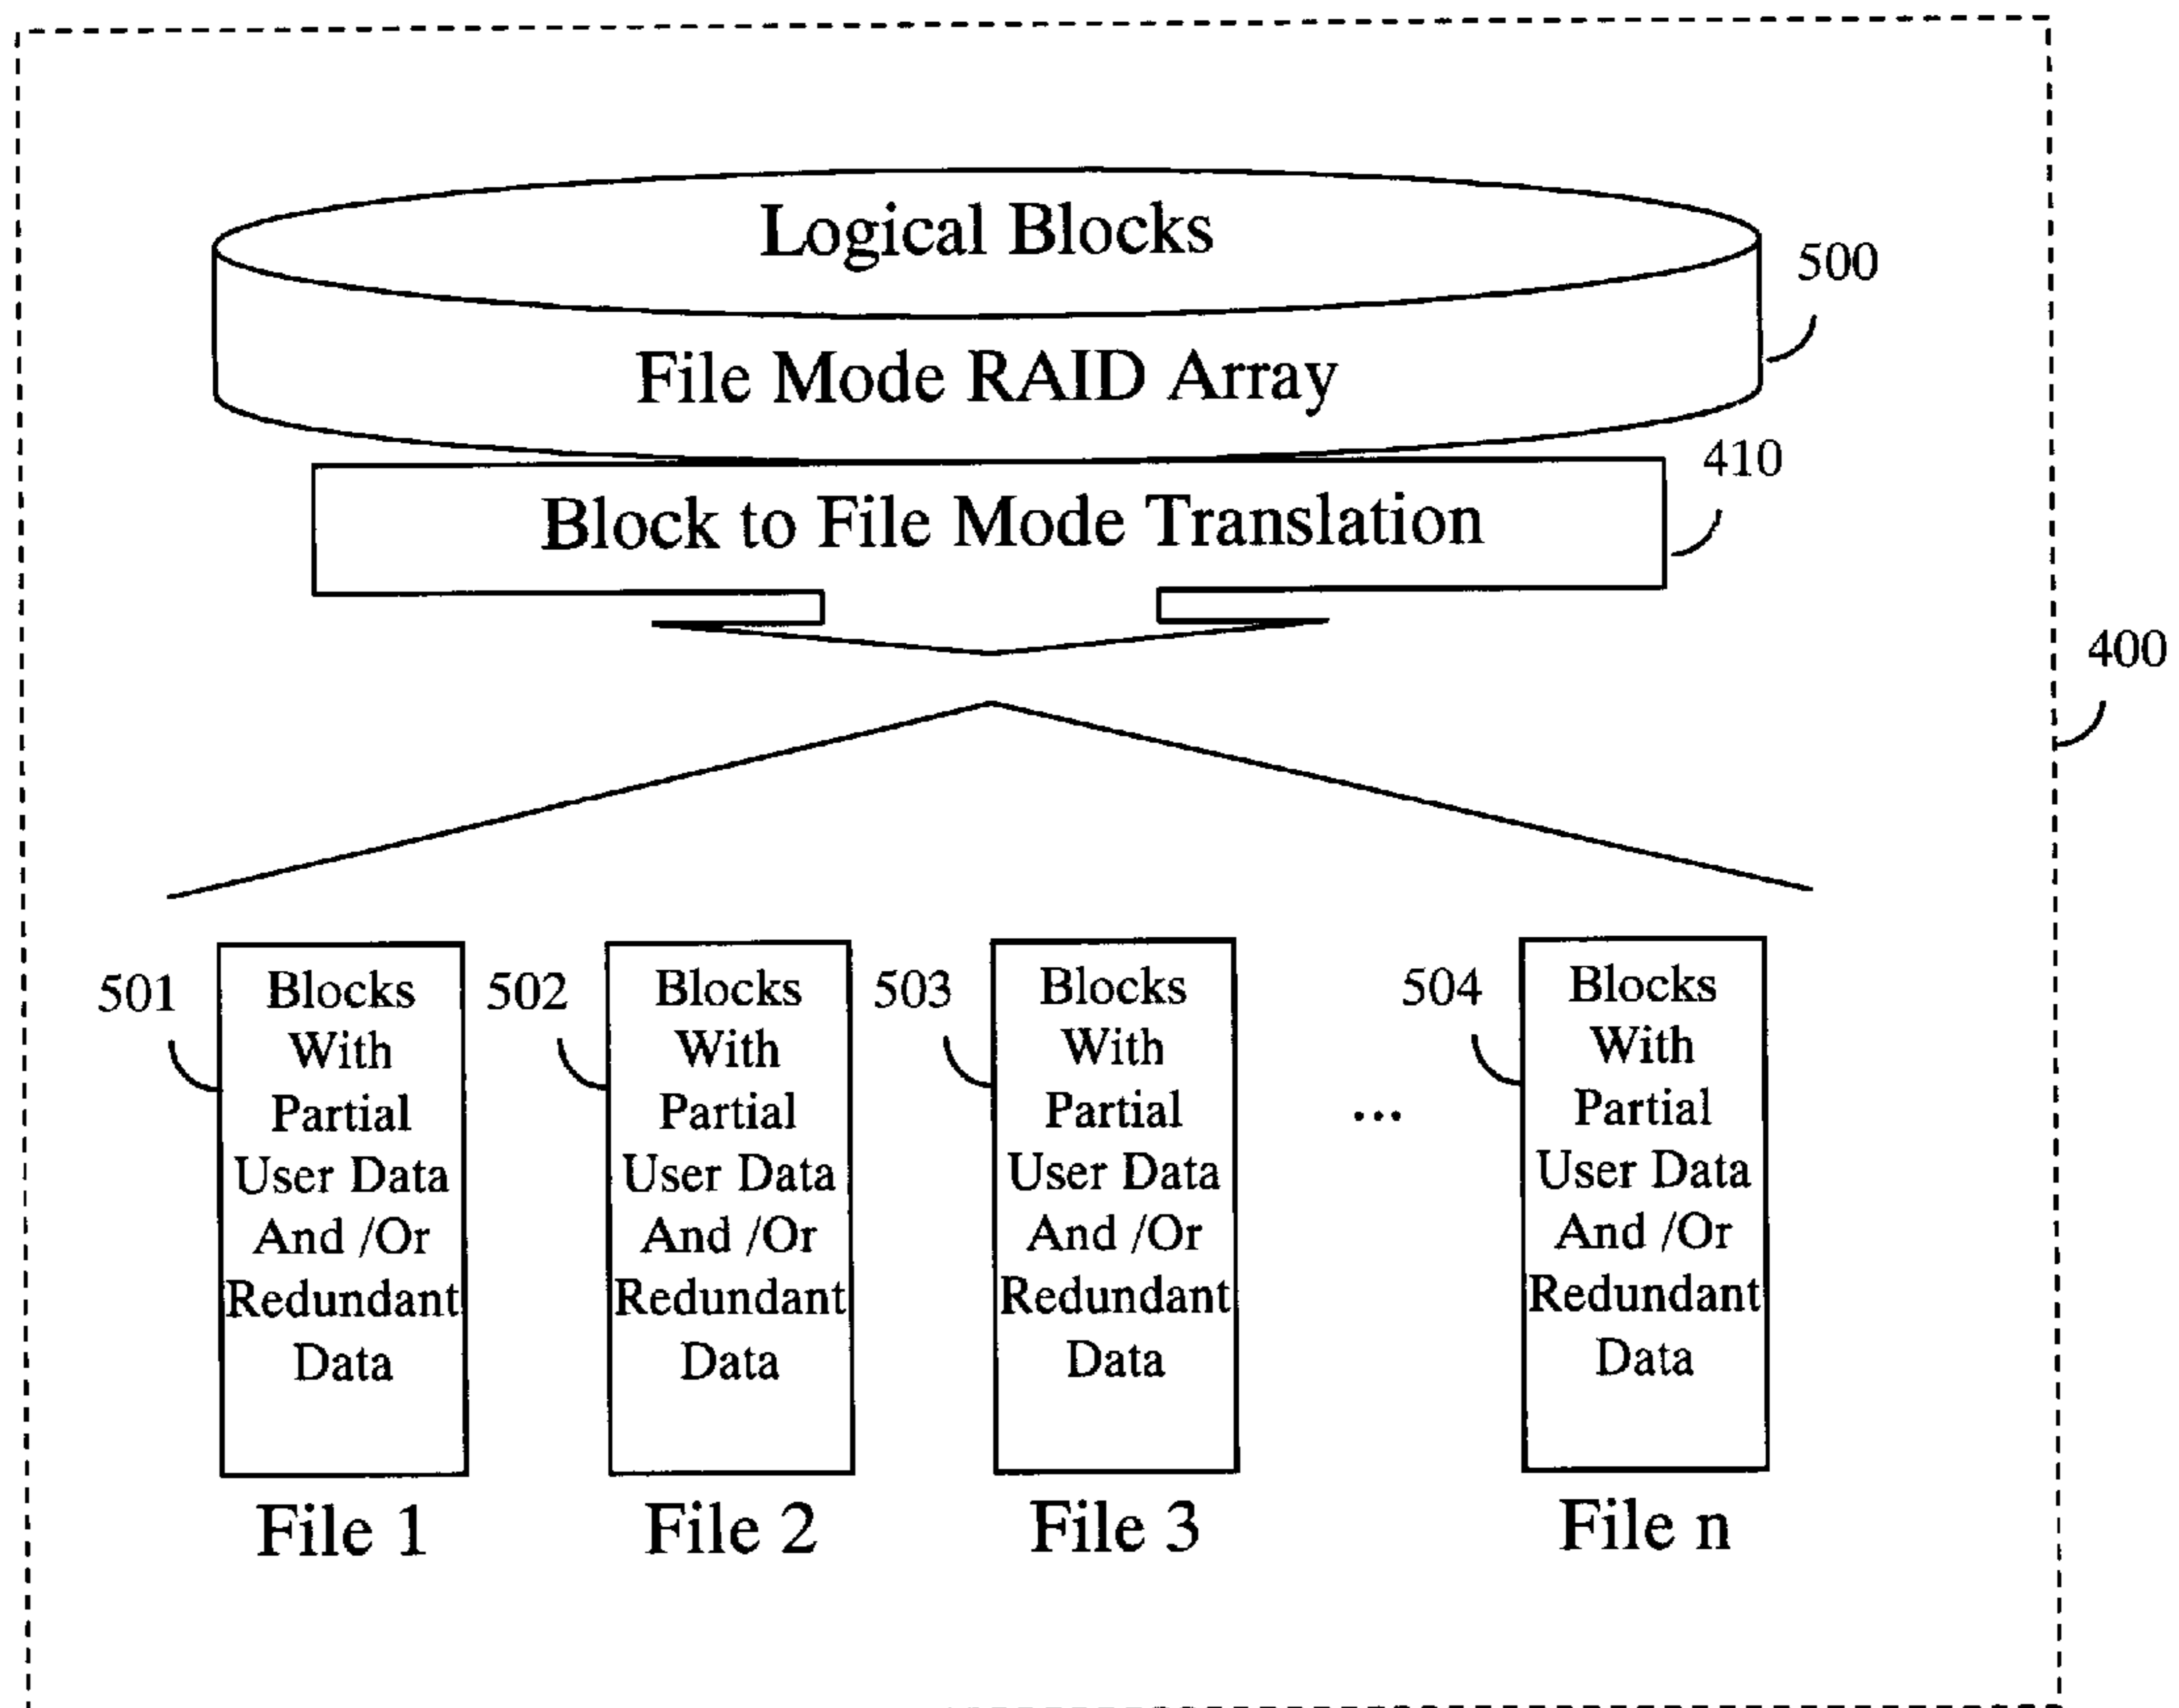 Logical Blocks
500
File Mode RAID Array
410
Block to File Mode Translation
400
501
Blocks
With
Partial
User Data
And /Or
Redundant
Data
File 1
502
Blocks
With
Partial
User Data
And /Or
Redundant
Data
File 2
503
Blocks
With
Partial
User Data
And /Or
Redundant
Data
File 3
...
504
Blocks
With
Partial
User Data
And /Or
Redundant
Data
File n